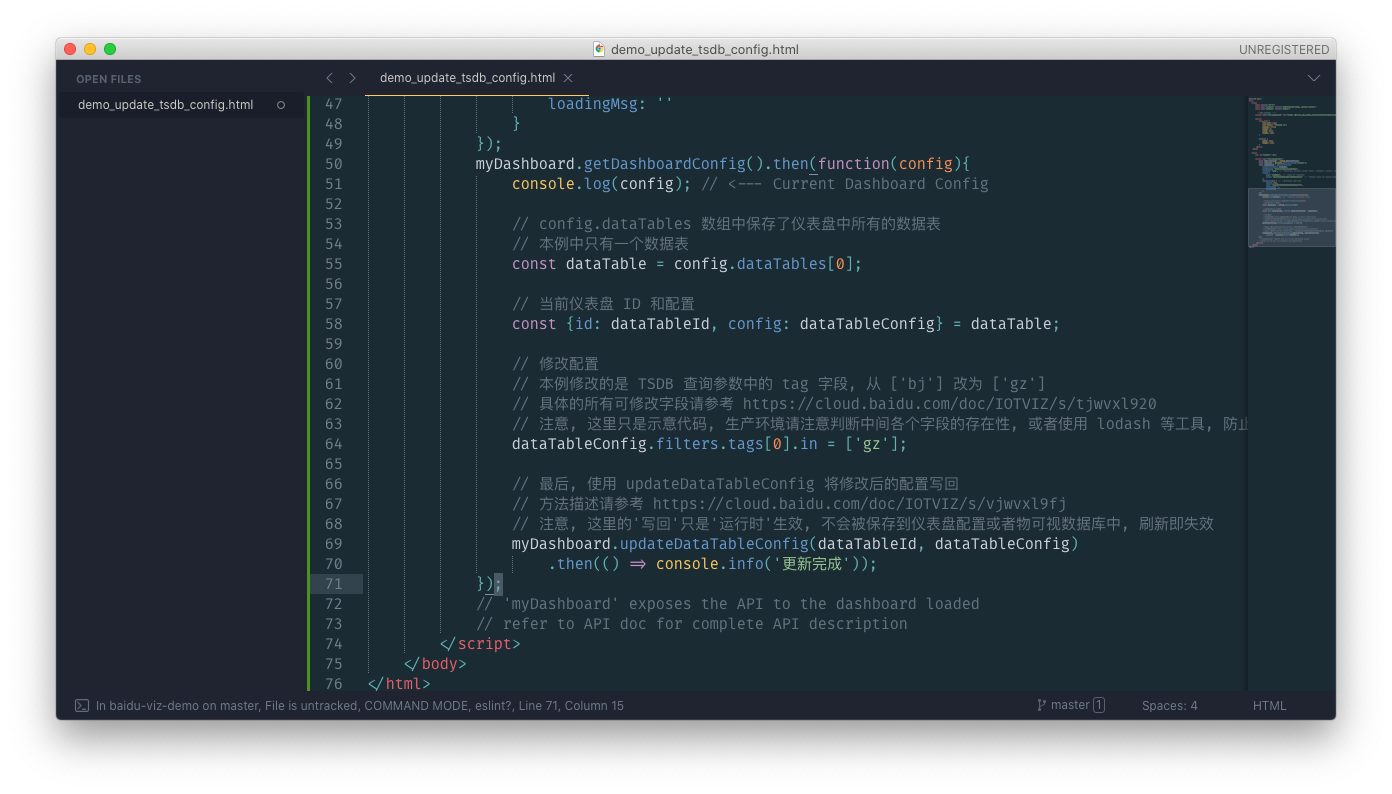 demo_update_tsdb_config.html
UNREGISTERED
OPEN FILES
demo_update_tsdb_config.html
demo_update_tsdb_config.html
47 loadingMsg: ''
48 }
49 });
50 myDashboard.getDashboardConfig().then(function(config){
51 console.log(config); // <--- Current Dashboard Config
52
53 // config.dataTables 数组中保存了仪表盘中所有的数据表
54 // 本例中只有一个数据表
55 const dataTable = config.dataTables[0];
56
57 // 当前仪表盘 ID 和配置
58 const {id: dataTableId, config: dataTableConfig} = dataTable;
59
60 // 修改配置
61 // 本例修改的是 TSDB 查询参数中的 tag 字段, 从 ['bj'] 改为 ['gz']
62 // 具体的所有可修改字段请参考 https://cloud.baidu.com/doc/IOTVIZ/s/tjwvxl920
63 // 注意, 这里只是示意代码, 生产环境请注意判断中间各个字段的存在性, 或者使用 lodash 等工具, 防止
64 dataTableConfig.filters.tags[0].in = ['gz'];
65
66 // 最后, 使用 updateDataTableConfig 将修改后的配置写回
67 // 方法描述请参考 https://cloud.baidu.com/doc/IOTVIZ/s/vjwvxl9fj
68 // 注意, 这里的'写回'只是'运行时'生效, 不会被保存到仪表盘配置或者物可视数据库中, 刷新即失效
69 myDashboard.updateDataTableConfig(dataTableId, dataTableConfig)
70 .then(() => console.info('更新完成'));
71 });
72 // 'myDashboard' exposes the API to the dashboard loaded
73 // refer to API doc for complete API description
74 </script>
75 </body>
76 </html>
In baidu-viz-demo on master, File is untracked, COMMAND MODE, eslint?, Line 71, Column 15
master 1
Spaces: 4
HTML